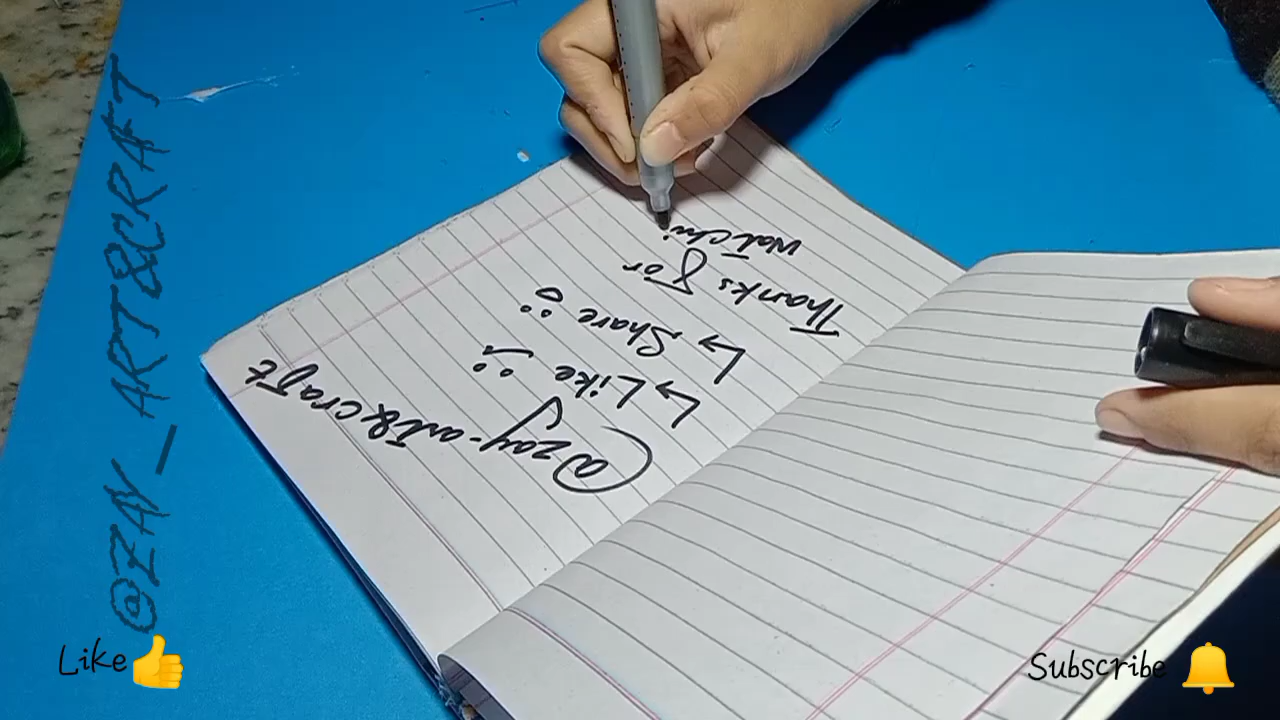 @ZAY_ART&CRAFT
@zay-art&craft
↳ Like
↳ Share
Thanks For
watchi
Like👍
Subscribe 🔔